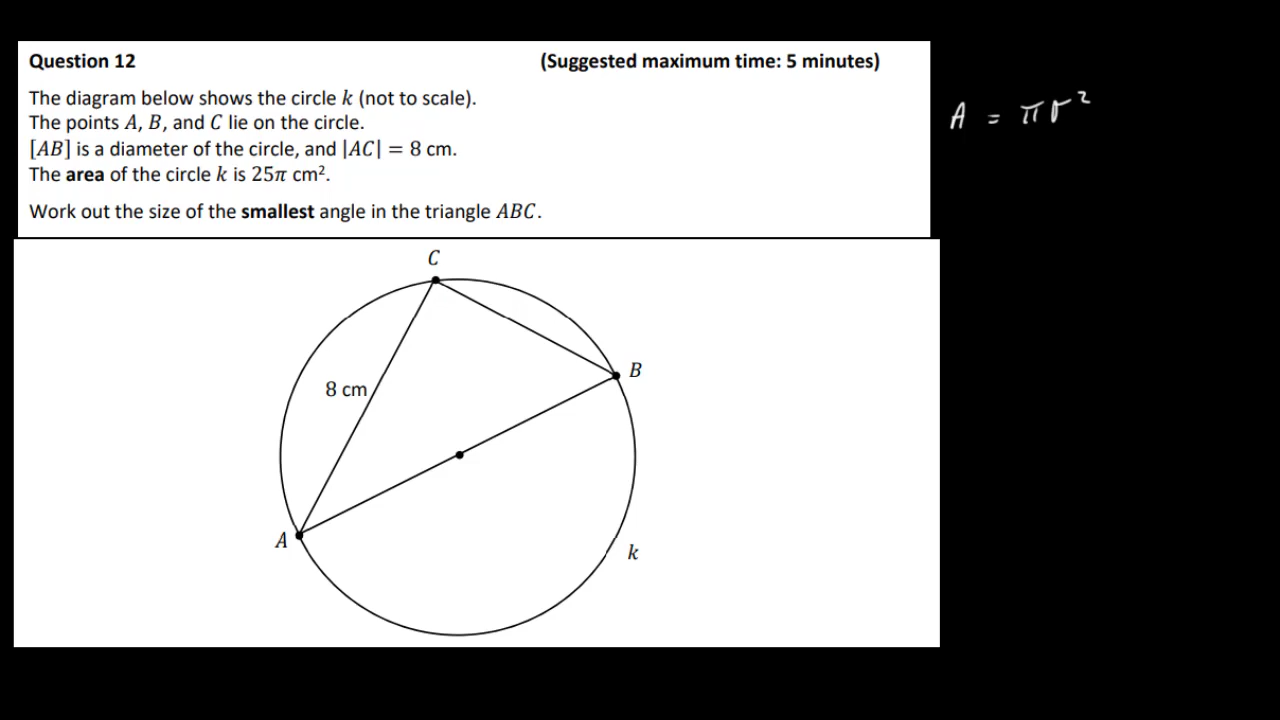 Question 12 (Suggested maximum time: 5 minutes)
The diagram below shows the circle k (not to scale).
The points A, B, and C lie on the circle.
[AB] is a diameter of the circle, and |AC| = 8 cm.
The area of the circle k is 25π cm².
Work out the size of the smallest angle in the triangle ABC.
A = πr²
C
B
8 cm
A
k